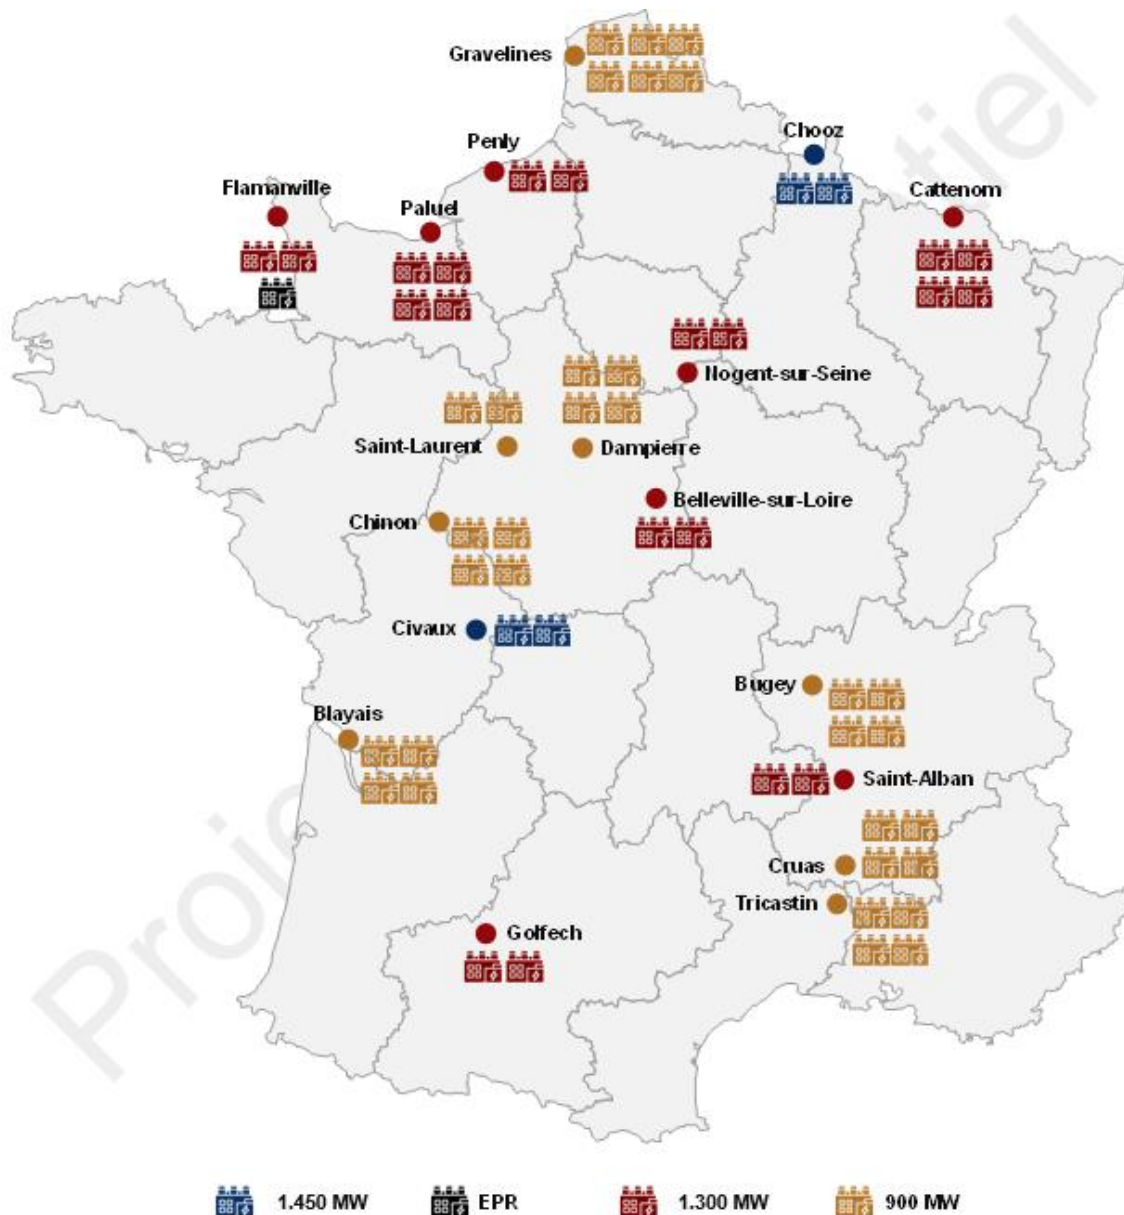 Gravelines
Chooz
Penly
Flamanville
Cattenom
Paluel
Nogent-sur-Seine
Saint-Laurent
Dampierre
Belleville-sur-Loire
Chinon
Civaux
Bugey
Blayais
Saint-Alban
Cruas
Tricastin
Golfech
1.450 MW EPR 1.300 MW 900 MW